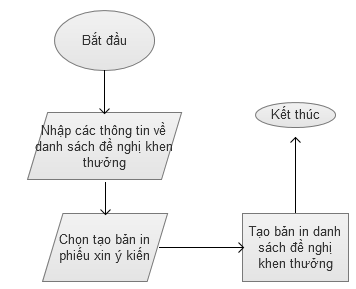 Bắt đầu
Nhập các thông tin về
danh sách đề nghị khen
thưởng
Chọn tạo bản in
phiếu xin ý kiến
Tạo bản in danh
sách đề nghị
khen thưởng
Kết thúc